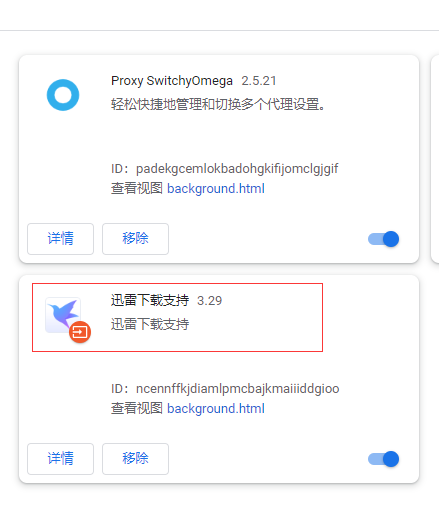 Proxy SwitchyOmega 2.5.21
轻松快捷地管理和切换多个代理设置。
ID：padekgcemlokbadohgkifijomclgjgif
查看视图 background.html
详情 移除
迅雷下载支持 3.29
迅雷下载支持
ID：ncennffkjdiamlpmcbajkmaiiiddgioo
查看视图 background.html
详情 移除